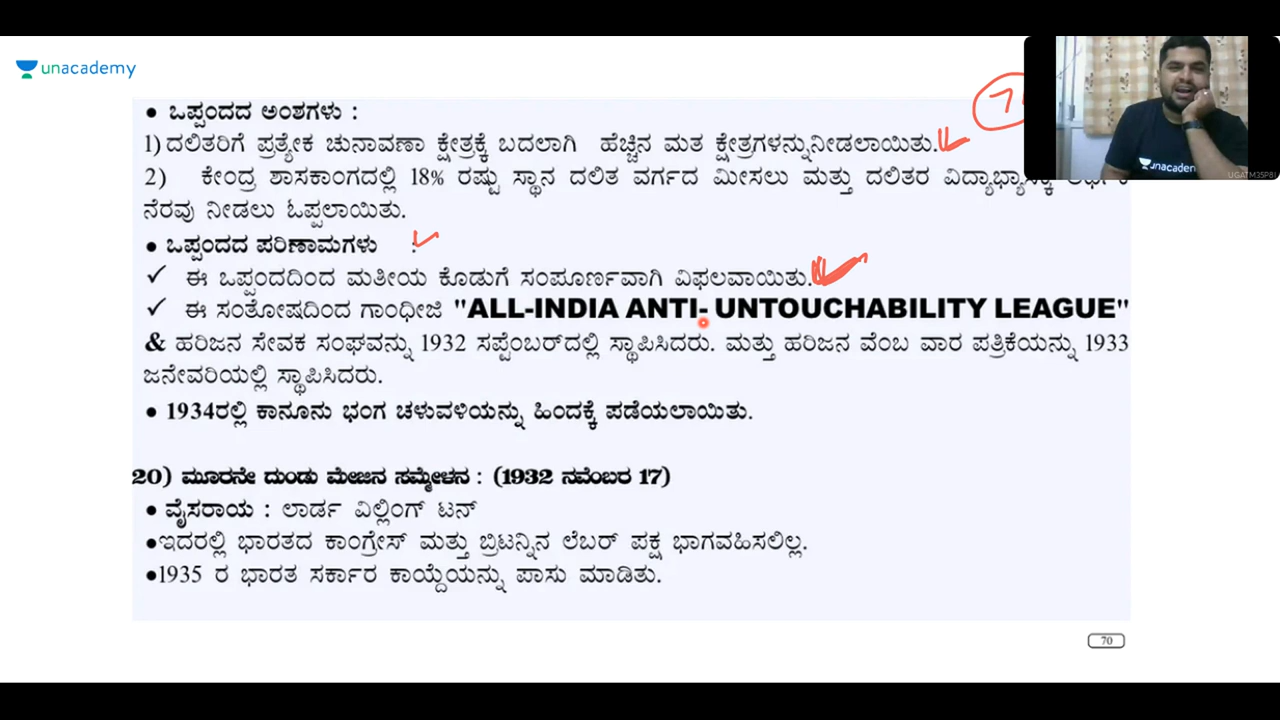 unacademy
• ಒಪ್ಪಂದದ ಅಂಶಗಳು :
1) ದಲಿತರಿಗೆ ಪ್ರತ್ಯೇಕ ಚುನಾವಣಾ ಕ್ಷೇತ್ರಕ್ಕೆ ಬದಲಾಗಿ ಹೆಚ್ಚಿನ ಮತ ಕ್ಷೇತ್ರಗಳನ್ನುನೀಡಲಾಯಿತು.
2) ಕೇಂದ್ರ ಶಾಸಕಾಂಗದಲ್ಲಿ 18% ರಷ್ಟು ಸ್ಥಾನ ದಲಿತ ವರ್ಗದ ಮೀಸಲು ಮತ್ತು ದಲಿತರ
ನೆರವು ನೀಡಲು ಓಪ್ಪಲಾಯಿತು.
• ಒಪ್ಪಂದದ ಪರಿಣಾಮಗಳು :
✓ ಈ ಒಪ್ಪಂದದಿಂದ ಮತೀಯ ಕೊಡುಗೆ ಸಂಪೂರ್ಣವಾಗಿ ವಿಫಲವಾಯಿತು.
✓ ಈ ಸಂತೋಷದಿಂದ ಗಾಂಧೀಜಿ "ALL-INDIA ANTI- UNTOUCHABILITY LEAGUE"
& ಹರಿಜನ ಸೇವಕ ಸಂಘವನ್ನು 1932 ಸಪ್ಟೆಂಬರ್‌ದಲ್ಲಿ ಸ್ಥಾಪಿಸಿದರು. ಮತ್ತು ಹರಿಜನ ವೆಂಬ ವಾರ ಪತ್ರಿಕೆಯನ್ನು 1933
ಜನೇವರಿಯಲ್ಲಿ ಸ್ಥಾಪಿಸಿದರು.
• 1934ರಲ್ಲಿ ಕಾನೂನು ಭಂಗ ಚಳುವಳಿಯನ್ನು ಹಿಂದಕ್ಕೆ ಪಡೆಯಲಾಯಿತು.
20) ಮೂರನೇ ದುಂಡು ಮೇಜಿನ ಸಮ್ಮೇಳನ : (1932 ನವೆಂಬರ 17)
• ವೈಸರಾಯ : ಲಾರ್ಡ ವಿಲ್ಲಿಂಗ್ ಟನ್
•ಇದರಲ್ಲಿ ಭಾರತದ ಕಾಂಗ್ರೇಸ್ ಮತ್ತು ಬ್ರಿಟನ್ನಿನ ಲೆಬರ್ ಪಕ್ಷ ಭಾಗವಹಿಸಲಿಲ್ಲ.
•1935 ರ ಭಾರತ ಸರ್ಕಾರ ಕಾಯ್ದೆಯನ್ನು ಪಾಸು ಮಾಡಿತು.
70
unacademy
UGATM35P8I